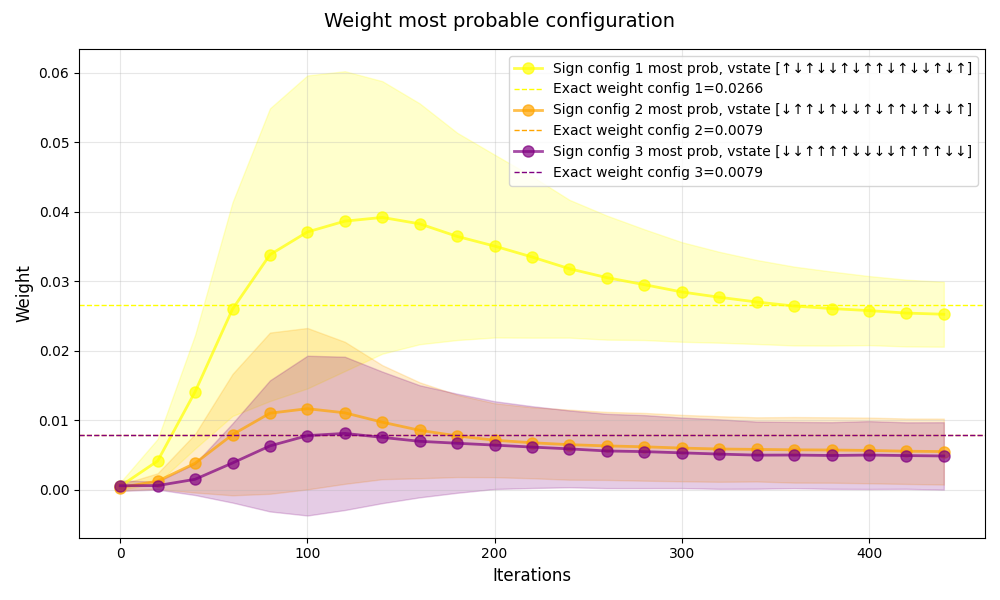 Weight most probable configuration
Sign config 1 most prob, vstate [↑↓↑↓↓↑↓↑↑↓↑↓↓↑↓↑]
Exact weight config 1=0.0266
Sign config 2 most prob, vstate [↓↑↑↓↑↓↓↑↓↑↑↓↑↓↓↑]
Exact weight config 2=0.0079
Sign config 3 most prob, vstate [↓↓↑↑↑↑↓↓↓↓↑↑↑↑↓↓]
Exact weight config 3=0.0079
Weight
0.06
0.05
0.04
0.03
0.02
0.01
0.00
0 100 200 300 400
Iterations